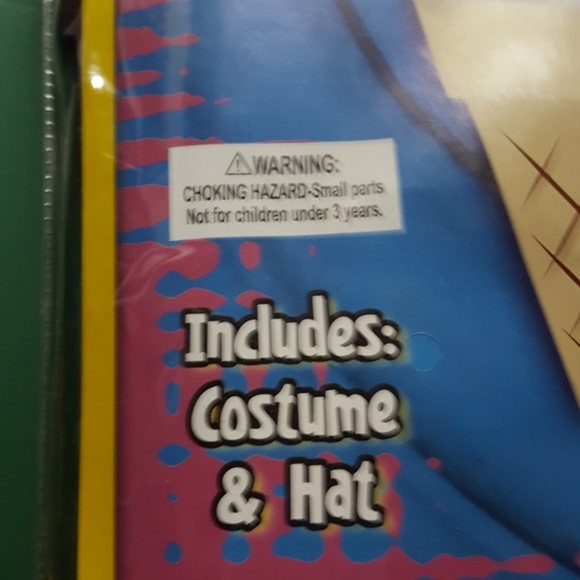 ⚠WARNING:
CHOKING HAZARD-Small parts
Not for children under 3 years.
Includes:
Costume
& Hat